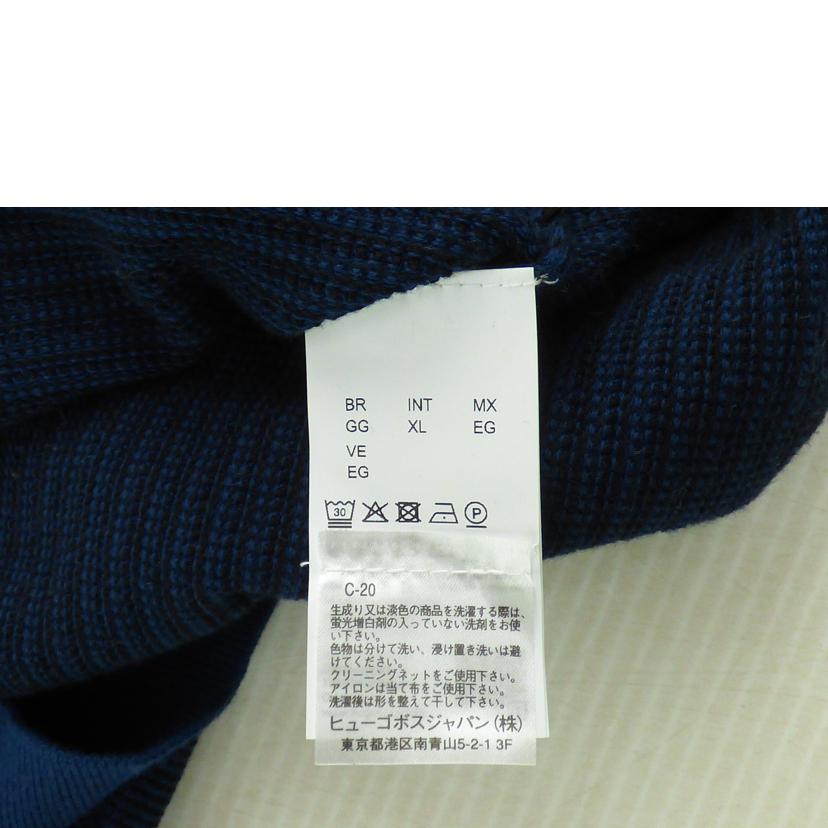 BR INT MX
GG XL EG
VE
EG
30 P
C-20
生成り又は淡色の商品を洗濯する際は、
蛍光増白剤の入っていない洗剤をお使
い下さい。
色物は分けて洗い、浸け置き洗いは避
けてください。
クリーニングネットをご使用下さい。
アイロンは当て布をご使用下さい。
洗濯後は形を整えて干して下さい。
ヒューゴボスジャパン(株)
東京都港区南青山5-2-1 3F